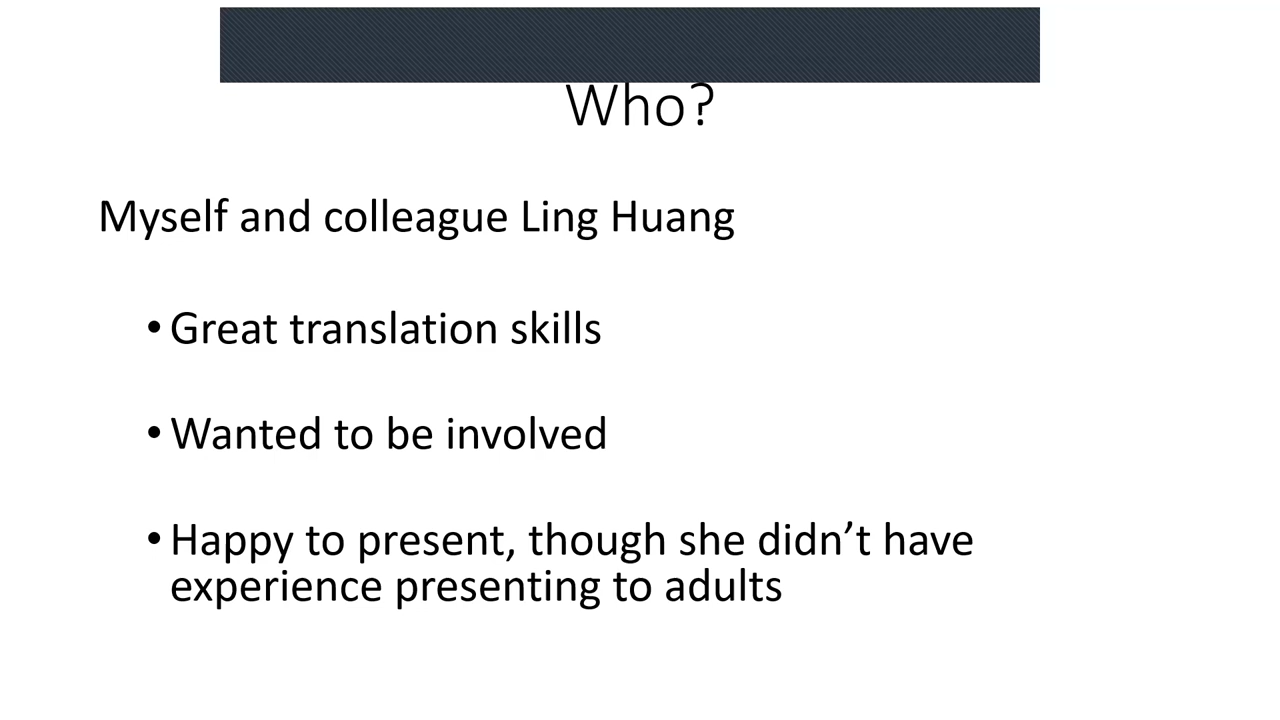 Who?
Myself and colleague Ling Huang
• Great translation skills
• Wanted to be involved
• Happy to present, though she didn’t have
experience presenting to adults